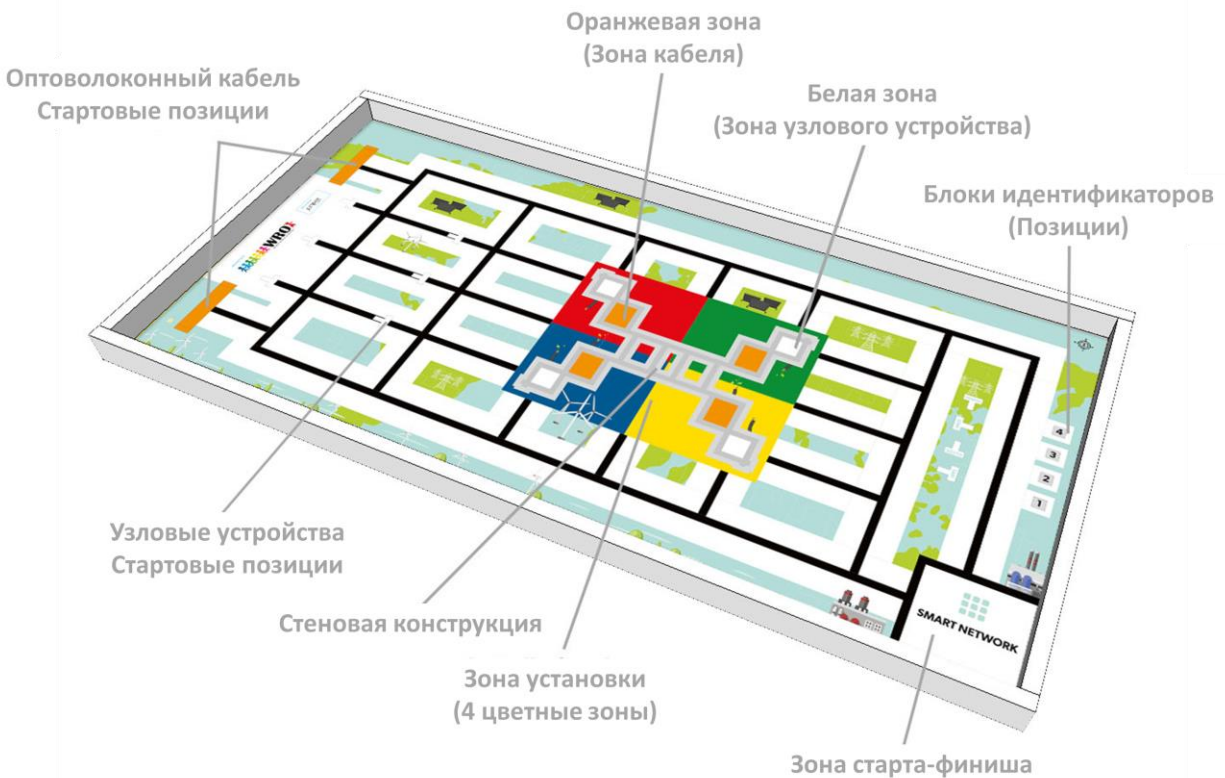 Оранжевая зона
(Зона кабеля)
Оптоволоконный кабель
Стартовые позиции
Белая зона
(Зона узлового устройства)
Блоки идентификаторов
(Позиции)
WRO
4
3
2
1
Узловые устройства
Стартовые позиции
Стеновая конструкция
SMART NETWORK
Зона установки
(4 цветные зоны)
Зона старта-финиша